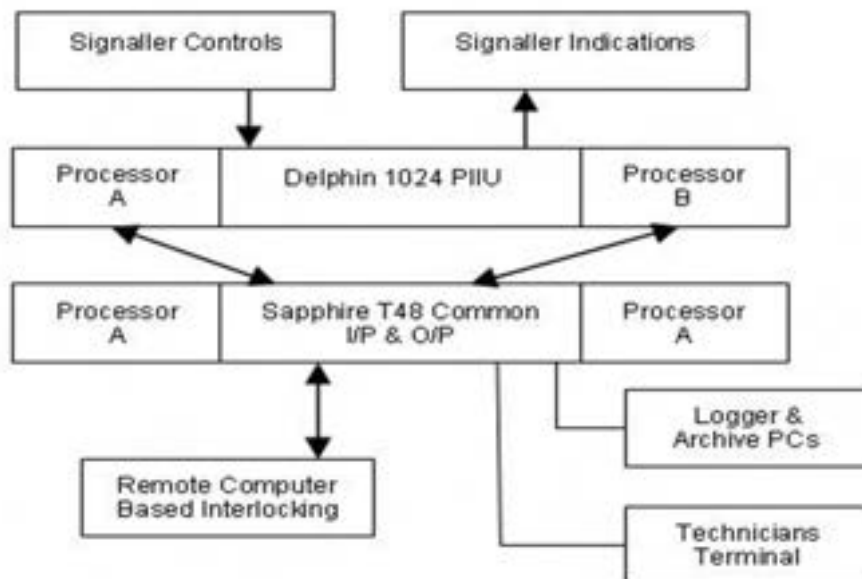 Signaller Controls
Signaller Indications
Processor
A
Delphin 1024 PIIU
Processor
B
Processor
A
Sapphire T48 Common
I/P & O/P
Processor
A
Logger &
Archive PCs
Remote Computer
Based Interlocking
Technicians
Terminal